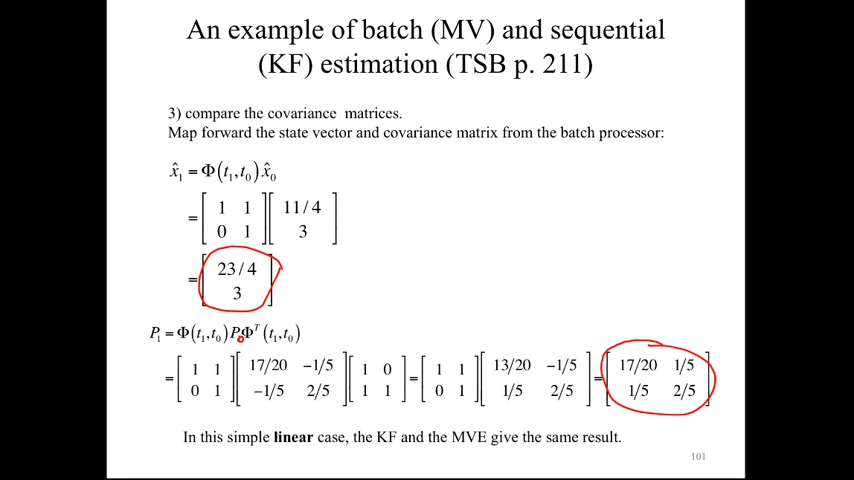 An example of batch (MV) and sequential
(KF) estimation (TSB p. 211)
3) compare the covariance matrices.
Map forward the state vector and covariance matrix from the batch processor:
x̂₁ = Φ(t₁,t₀)x̂₀
= [ 1 1 ; 0 1 ][ 11/4 ; 3 ]
= [ 23/4 ; 3 ]
P₁ = Φ(t₁,t₀)P₀Φᵀ(t₁,t₀)
= [ 1 1 ; 0 1 ][ 17/20 −1/5 ; −1/5 2/5 ][ 1 0 ; 1 1 ] = [ 1 1 ; 0 1 ][ 13/20 −1/5 ; 1/5 2/5 ] = [ 17/20 1/5 ; 1/5 2/5 ]
In this simple linear case, the KF and the MVE give the same result.
101